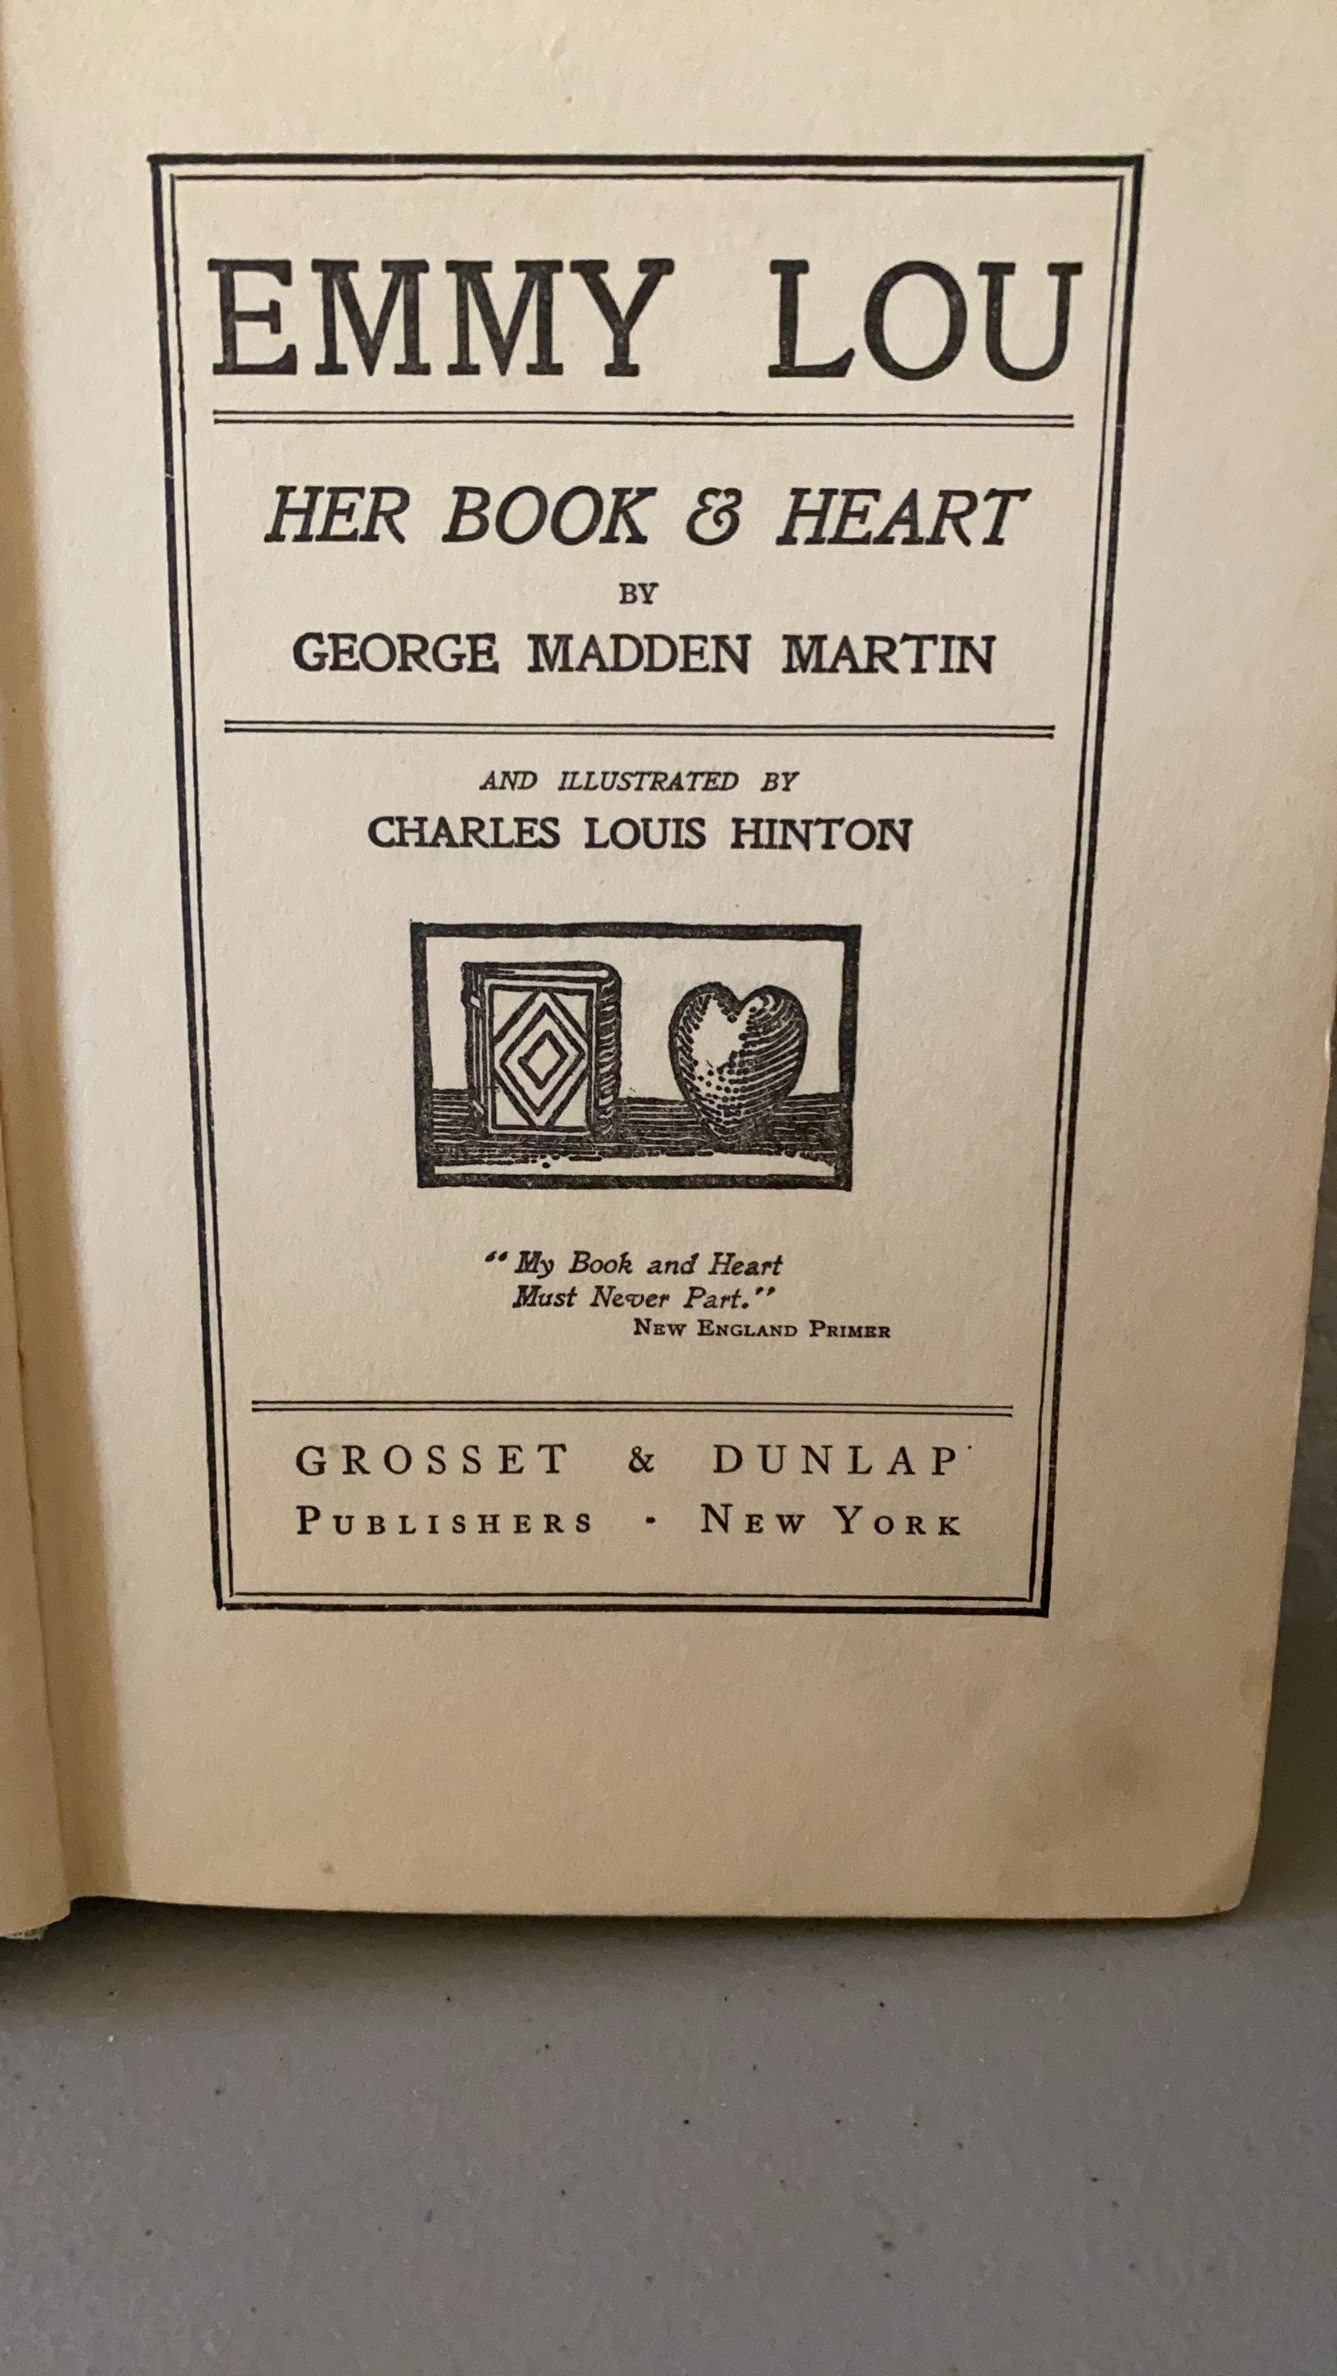 EMMY LOU
HER BOOK & HEART
BY
GEORGE MADDEN MARTIN
AND ILLUSTRATED BY
CHARLES LOUIS HINTON
“My Book and Heart
Must Never Part.”
NEW ENGLAND PRIMER
GROSSET & DUNLAP
PUBLISHERS · NEW YORK